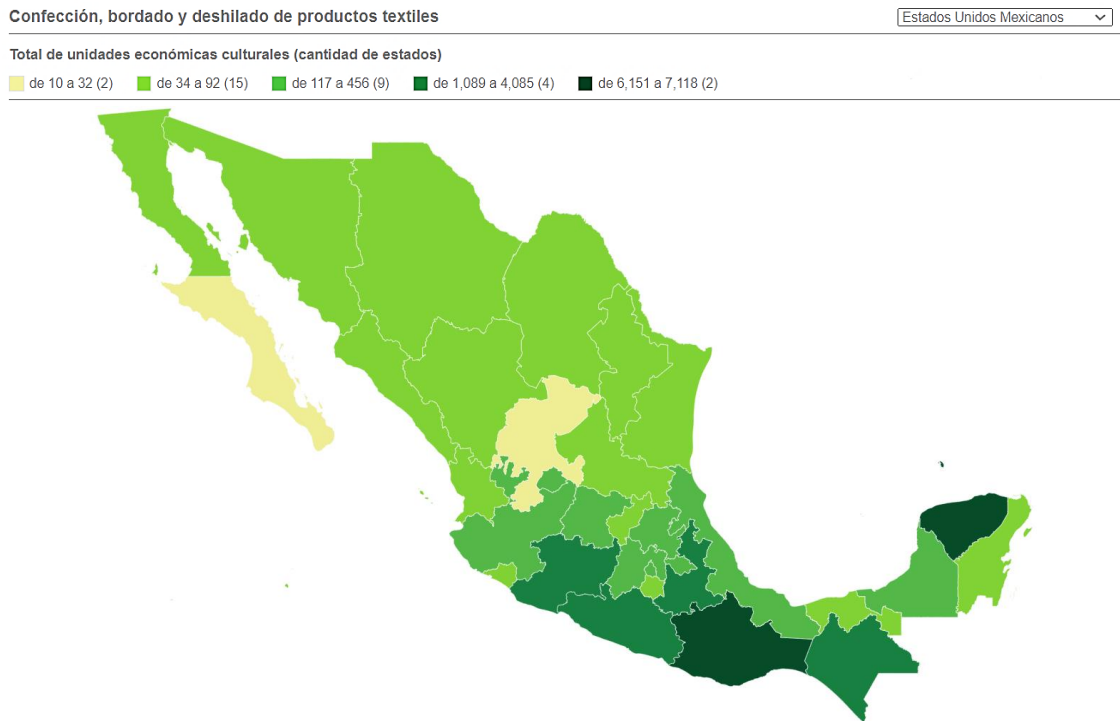 Confección, bordado y deshilado de productos textiles
Estados Unidos Mexicanos
Total de unidades económicas culturales (cantidad de estados)
de 10 a 32 (2) de 34 a 92 (15) de 117 a 456 (9) de 1,089 a 4,085 (4) de 6,151 a 7,118 (2)